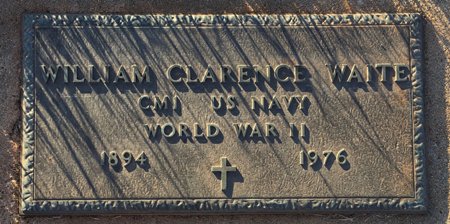 WILLIAM CLARENCE WAITE
CM1 US NAVY
WORLD WAR II
1894 1976